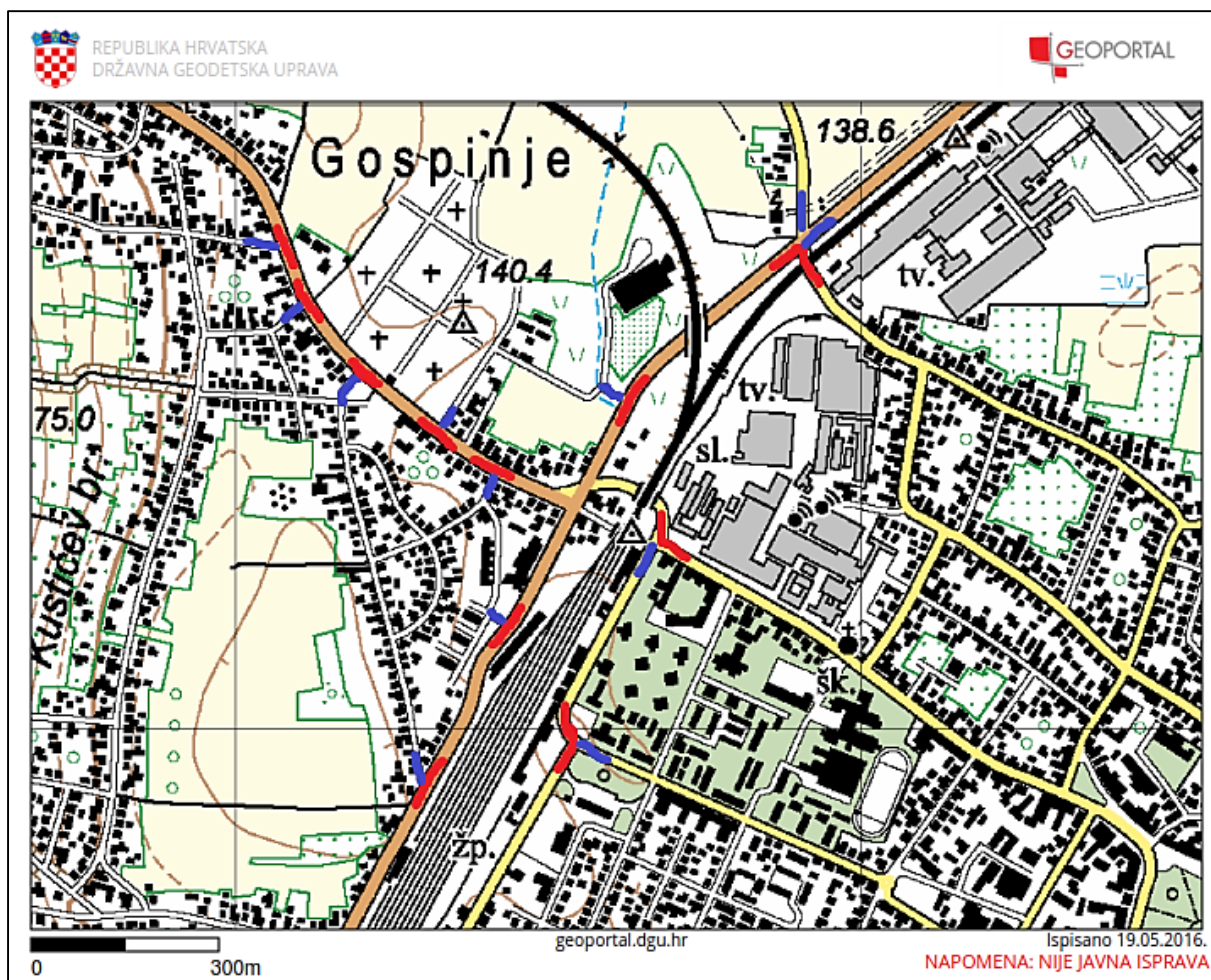 REPUBLIKA HRVATSKA
DRŽAVNA GEODETSKA UPRAVA
GEOPORTAL
138.6
Gospinje
140.4
tv.
tv.
75.0
sl.
Kustićev br.
šk.
žp.
0 300m
geoportal.dgu.hr
Ispisano 19.05.2016.
NAPOMENA: NIJE JAVNA ISPRAVA